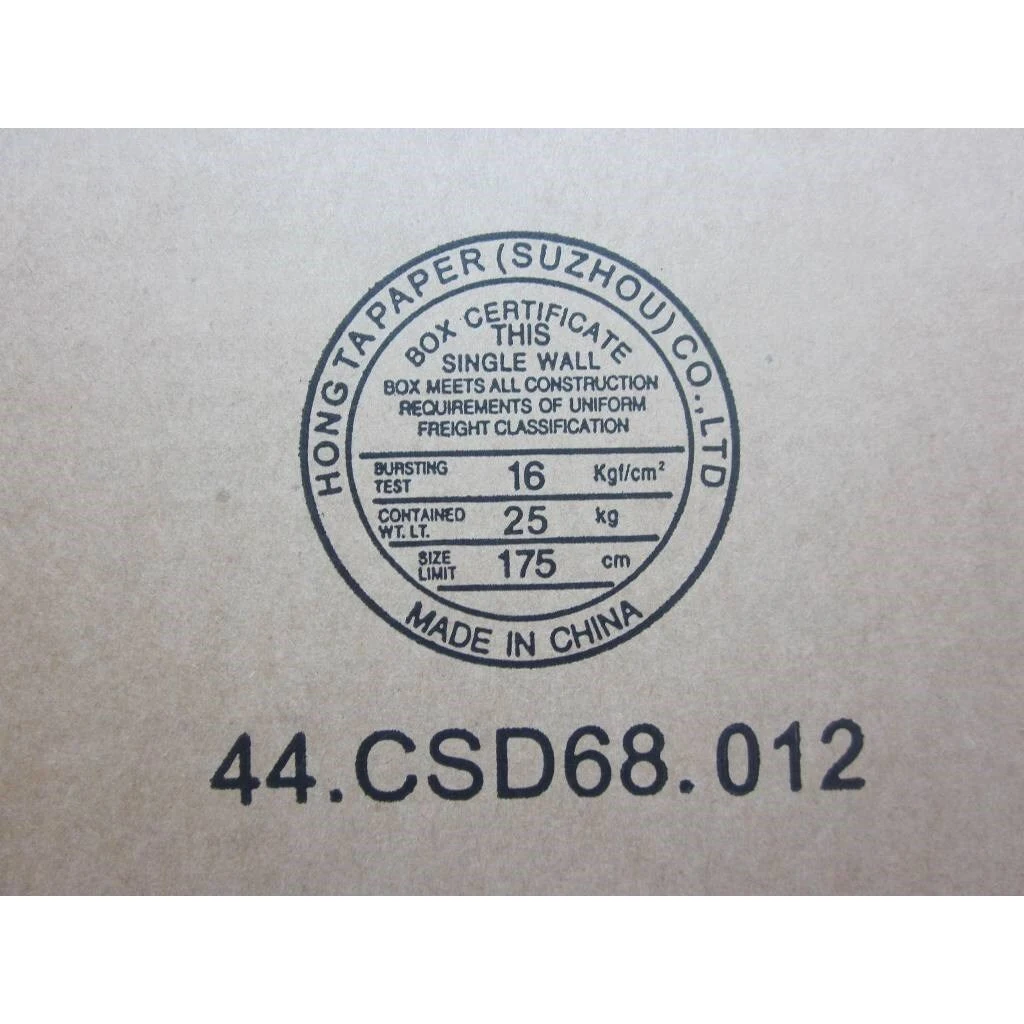 HONG TA PAPER (SUZHOU) CO.,LTD
BOX CERTIFICATE
THIS
SINGLE WALL
BOX MEETS ALL CONSTRUCTION
REQUIREMENTS OF UNIFORM
FREIGHT CLASSIFICATION
BURSTING TEST 16 Kgf/cm²
CONTAINED WT. LT. 25 kg
SIZE LIMIT 175 cm
MADE IN CHINA
44.CSD68.012